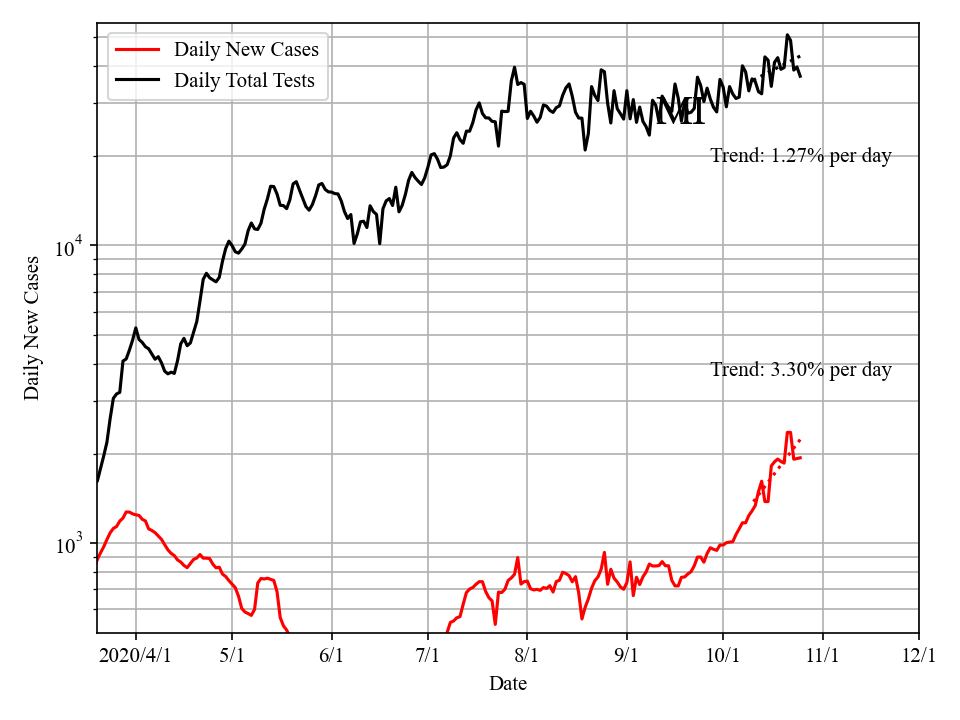 Daily New Cases
Daily Total Tests
MI
Trend: 1.27% per day
10^4
Daily New Cases
Trend: 3.30% per day
10^3
2020/4/1 5/1 6/1 7/1 8/1 9/1 10/1 11/1 12/1
Date